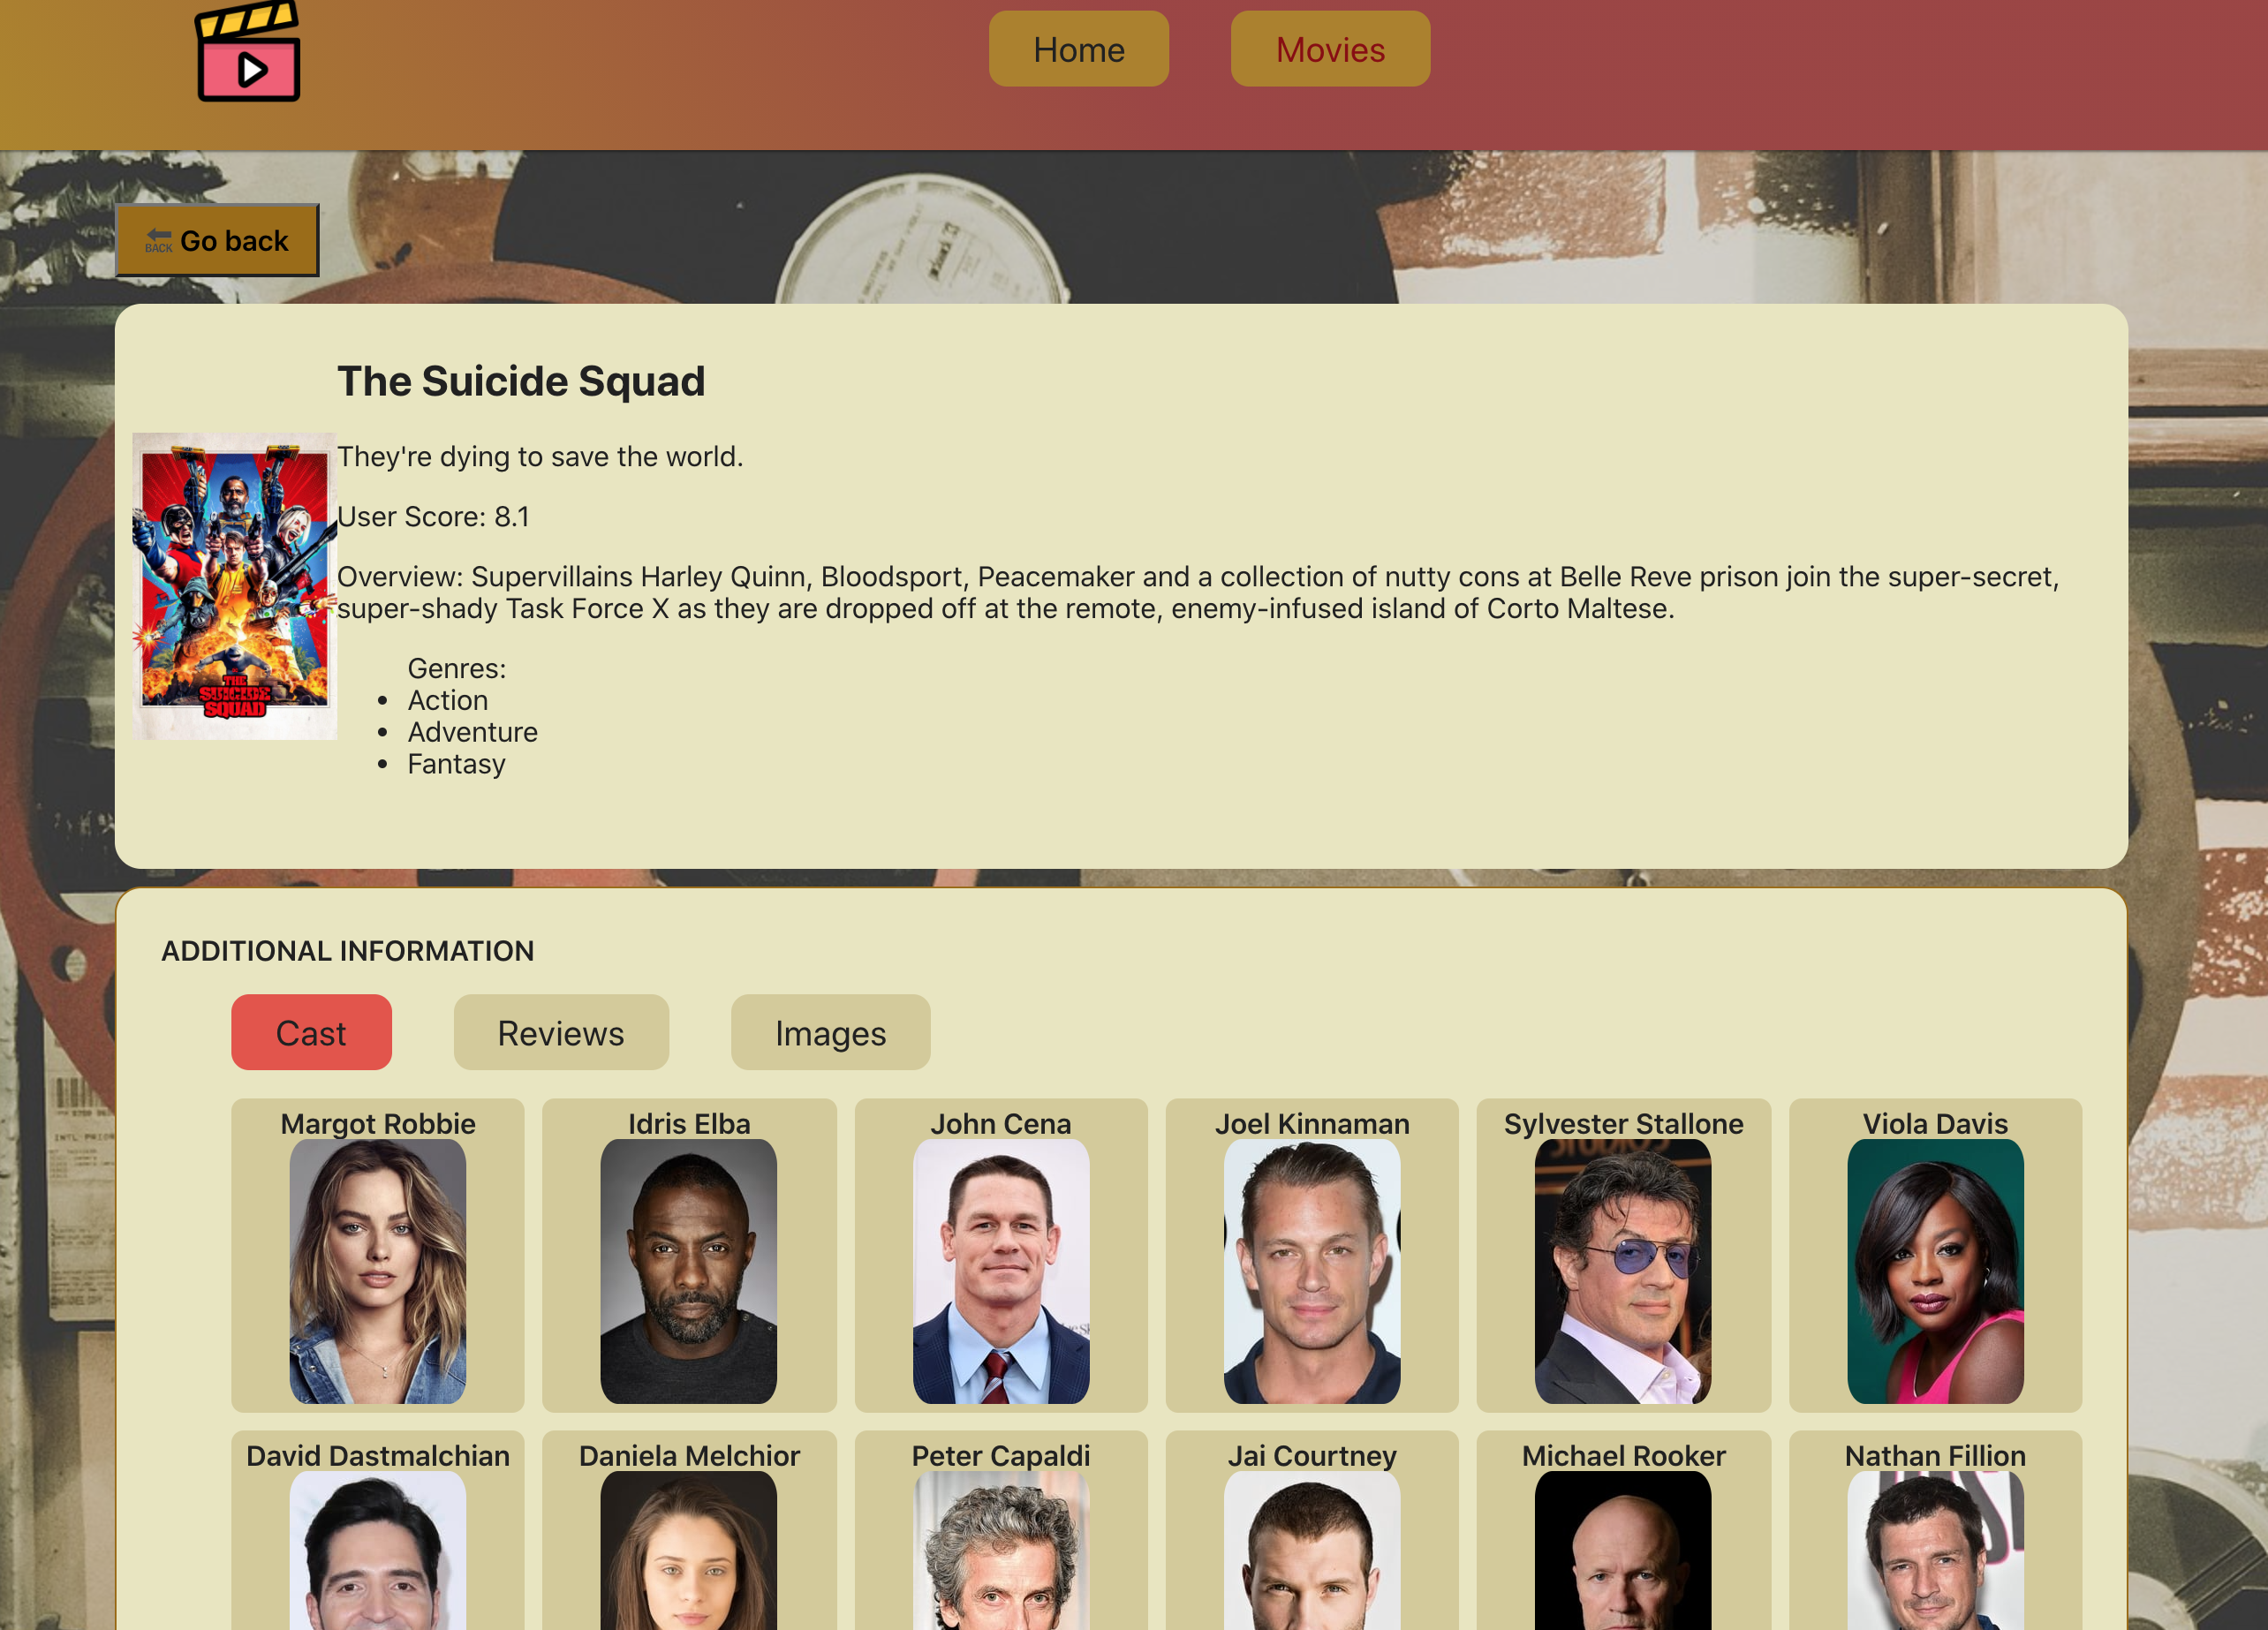 Home
Movies
BACK Go back
The Suicide Squad
They're dying to save the world.
User Score: 8.1
Overview: Supervillains Harley Quinn, Bloodsport, Peacemaker and a collection of nutty cons at Belle Reve prison join the super-secret,
super-shady Task Force X as they are dropped off at the remote, enemy-infused island of Corto Maltese.
Genres:
• Action
• Adventure
• Fantasy
THE
SUICIDE
SQUAD
ADDITIONAL INFORMATION
Cast
Reviews
Images
Margot Robbie
Idris Elba
John Cena
Joel Kinnaman
Sylvester Stallone
Viola Davis
David Dastmalchian
Daniela Melchior
Peter Capaldi
Jai Courtney
Michael Rooker
Nathan Fillion